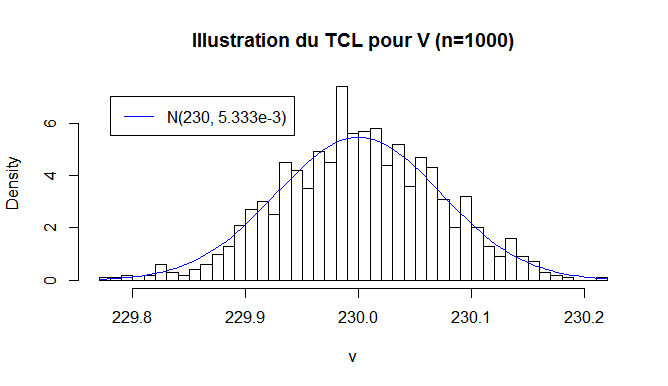 Illustration du TCL pour V (n=1000)
N(230, 5.333e-3)
Density
6
4
2
0
229.8 229.9 230.0 230.1 230.2
v